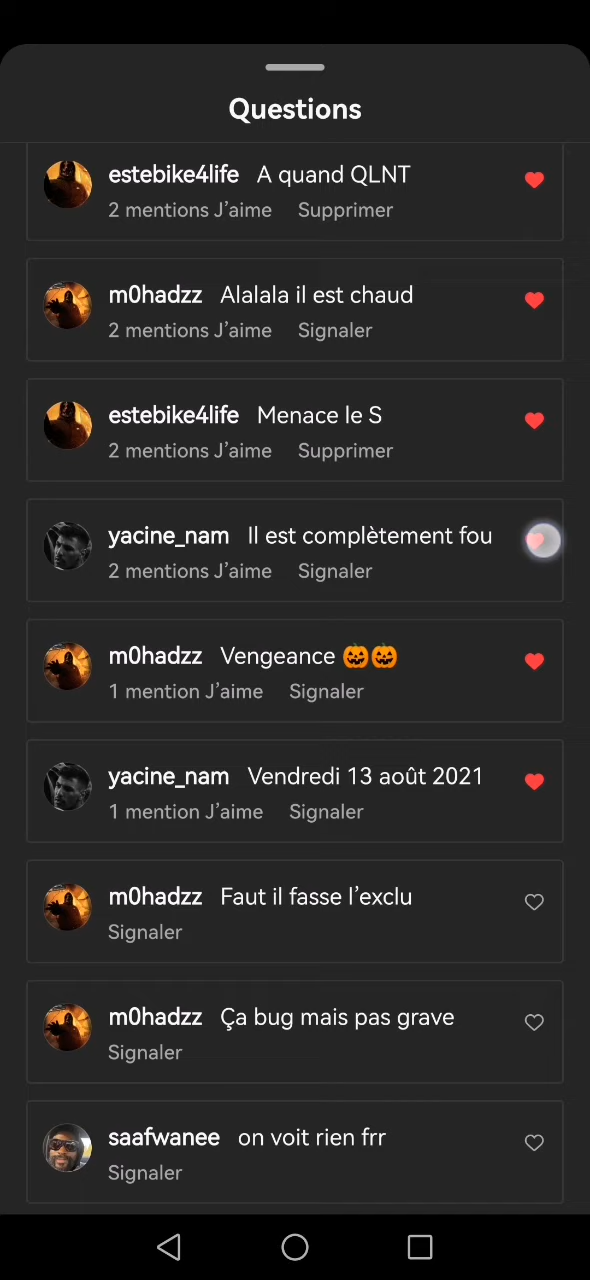 Questions
estebike4life A quand QLNT
2 mentions J’aime Supprimer
m0hadzz Alalala il est chaud
2 mentions J’aime Signaler
estebike4life Menace le S
2 mentions J’aime Supprimer
yacine_nam Il est complètement fou
2 mentions J’aime Signaler
m0hadzz Vengeance 🎃🎃
1 mention J’aime Signaler
yacine_nam Vendredi 13 août 2021
1 mention J’aime Signaler
m0hadzz Faut il fasse l’exclu
Signaler
m0hadzz Ça bug mais pas grave
Signaler
saafwanee on voit rien frr
Signaler